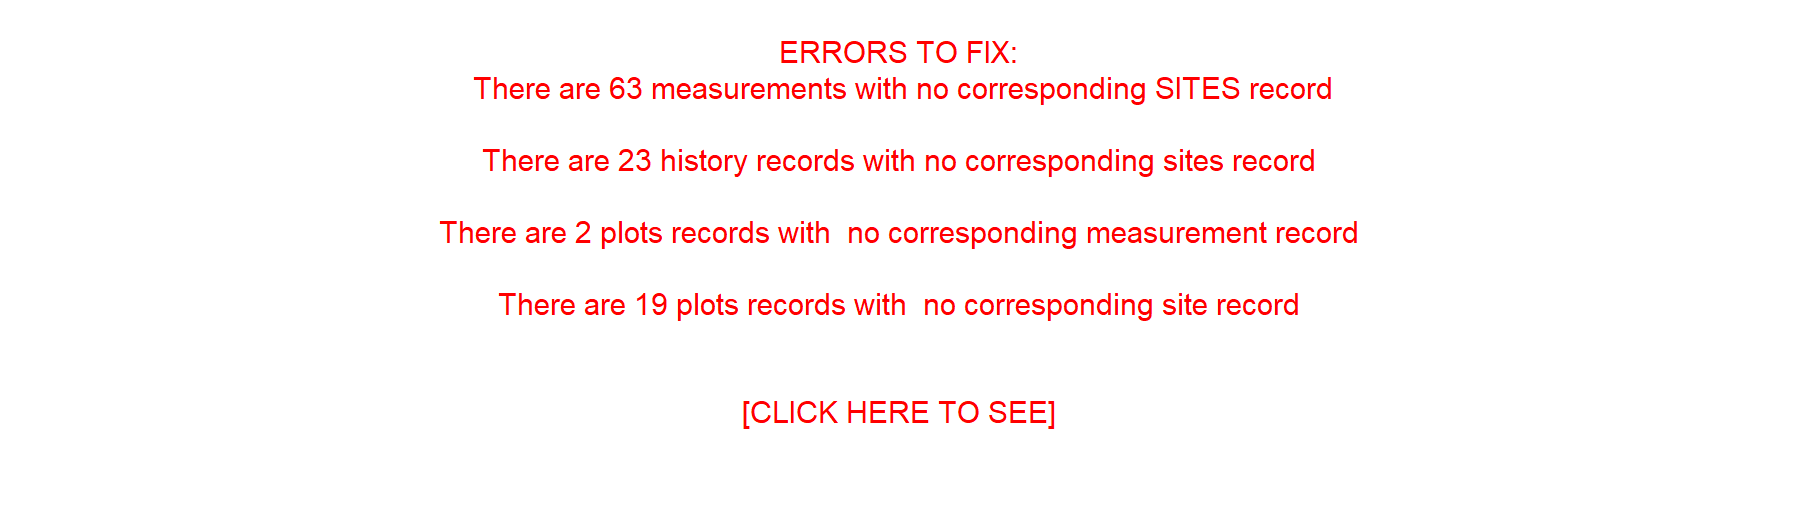 ERRORS TO FIX:
There are 63 measurements with no corresponding SITES record
There are 23 history records with no corresponding sites record
There are 2 plots records with  no corresponding measurement record
There are 19 plots records with  no corresponding site record
[CLICK HERE TO SEE]